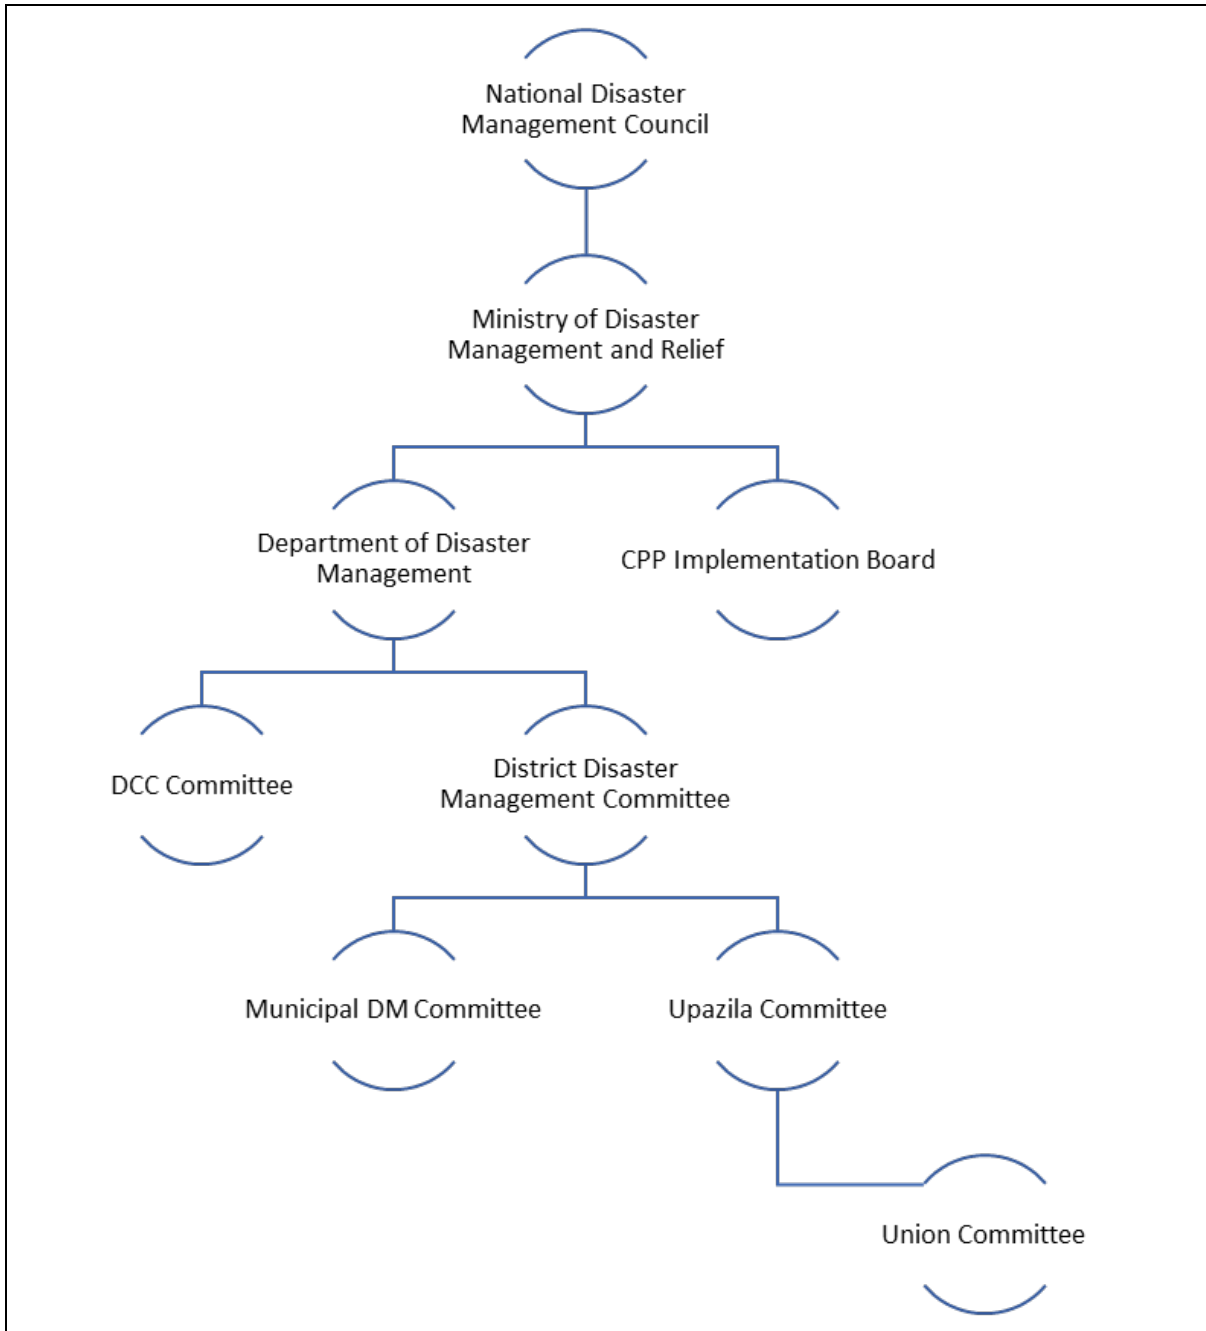 National Disaster
Management Council
Ministry of Disaster
Management and Relief
Department of Disaster
Management
CPP Implementation Board
DCC Committee
District Disaster
Management Committee
Municipal DM Committee
Upazila Committee
Union Committee